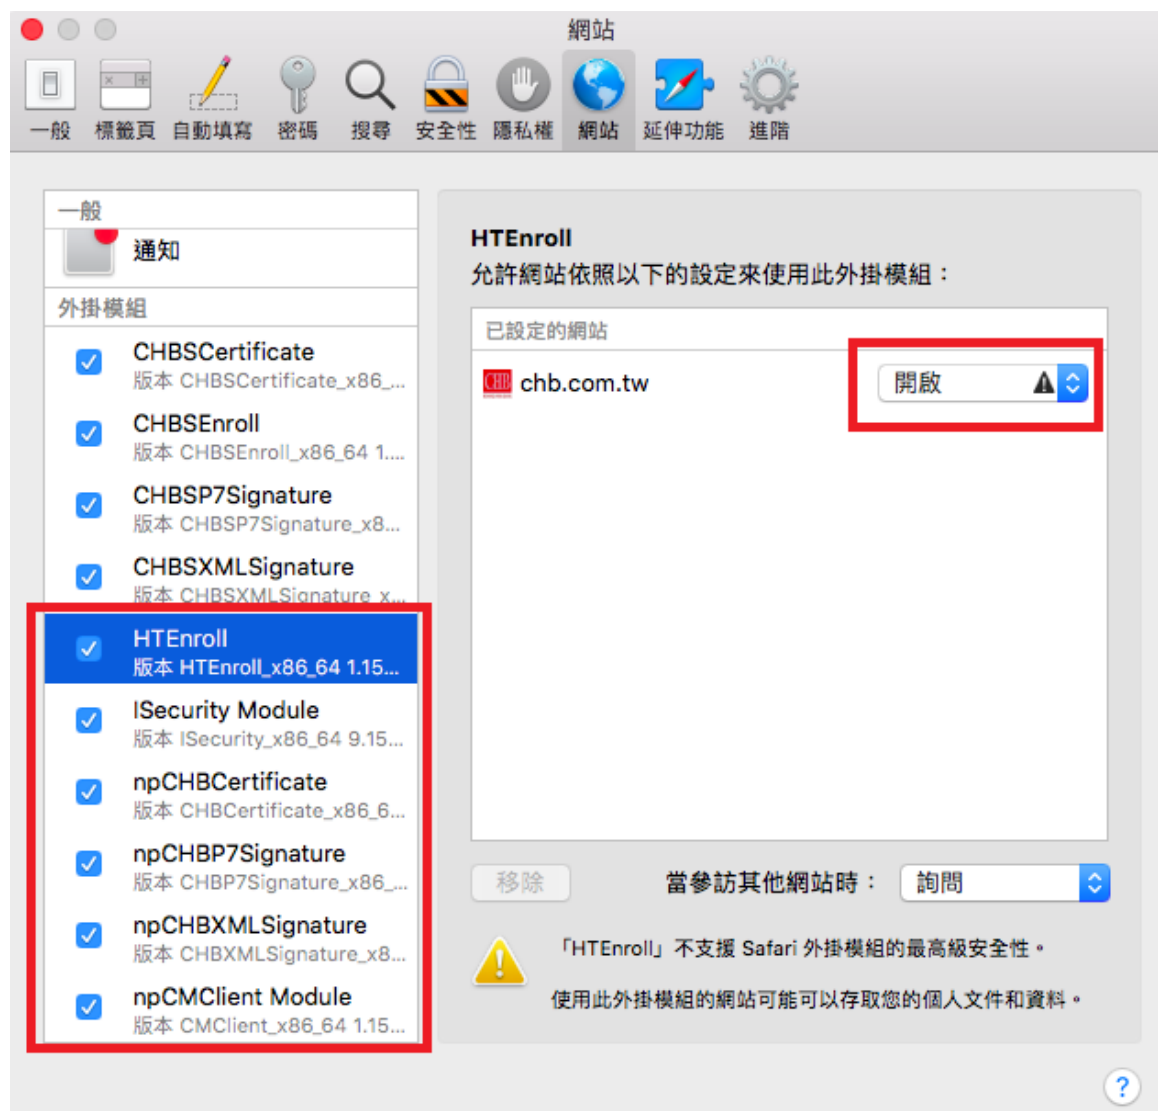 網站
一般 標籤頁 自動填寫 密碼 搜尋 安全性 隱私權 網站 延伸功能 進階
一般
通知
外掛模組
CHBSCertificate
版本 CHBSCertificate_x86_...
CHBSEnroll
版本 CHBSEnroll_x86_64 1....
CHBSP7Signature
版本 CHBSP7Signature_x8...
CHBSXMLSignature
版本 CHBSXMLSignature_x...
HTEnroll
版本 HTEnroll_x86_64 1.15...
ISecurity Module
版本 ISecurity_x86_64 9.15...
npCHBCertificate
版本 CHBCertificate_x86_6...
npCHBP7Signature
版本 CHBP7Signature_x86_...
npCHBXMLSignature
版本 CHBXMLSignature_x8...
npCMClient Module
版本 CMClient_x86_64 1.15...
HTEnroll
允許網站依照以下的設定來使用此外掛模組：
已設定的網站
CHB chb.com.tw 開啟
移除 當參訪其他網站時： 詢問
「HTEnroll」不支援 Safari 外掛模組的最高級安全性。
使用此外掛模組的網站可能可以存取您的個人文件和資料。
?